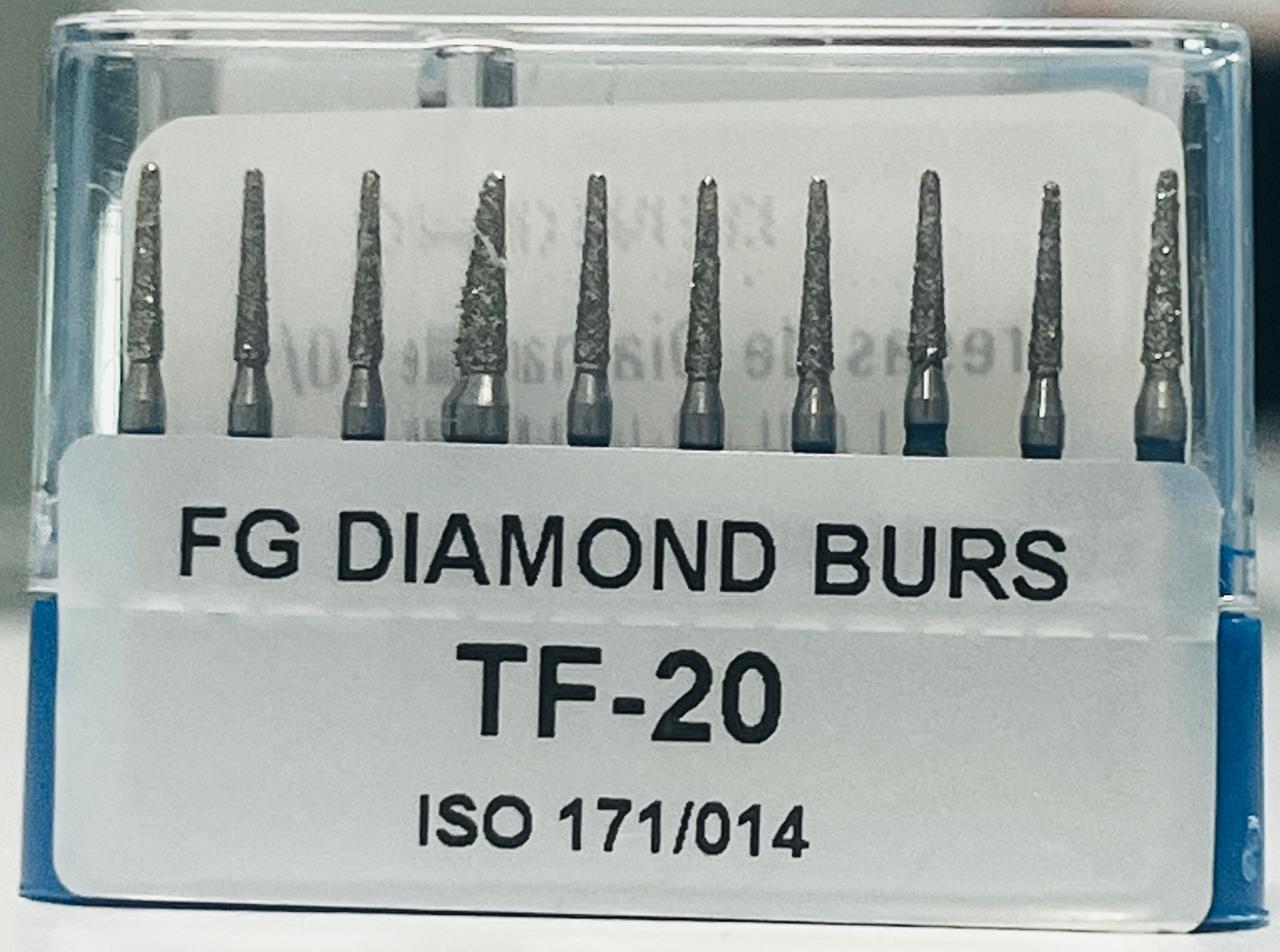 FG DIAMOND BURS
TF-20
ISO 171/014